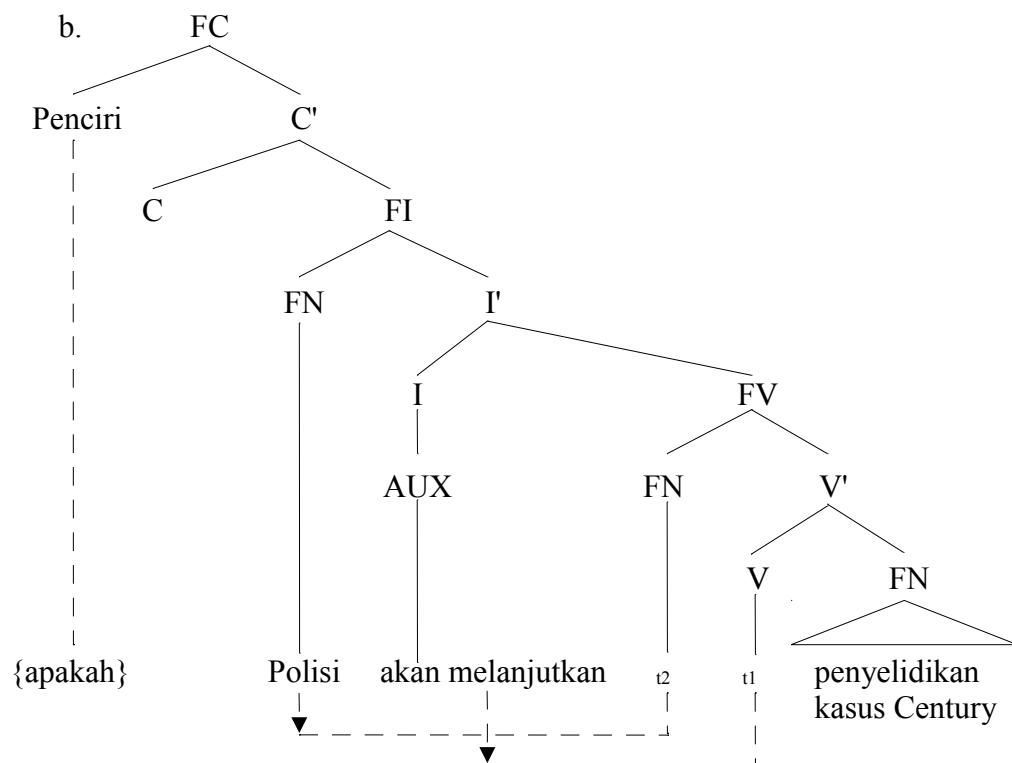 b. FC
Penciri C'
C FI
FN I'
I FV
AUX FN V'
V FN
{apakah} Polisi akan melanjutkan t2 t1 penyelidikan
kasus Century